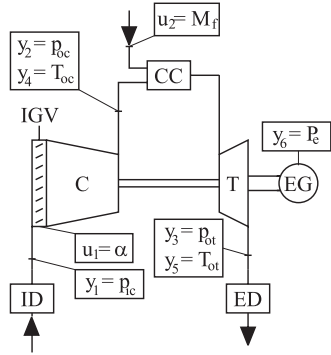 u₂= M_f
y₂= p_oc
y₄= T_oc
CC
IGV
y₆= P_e
C
T
EG
u₁= α
y₃= p_ot
y₅= T_ot
y₁= p_ic
ID
ED